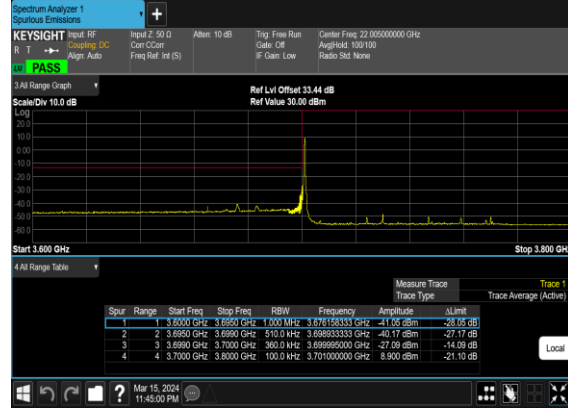 Spectrum Analyzer 1
Spurious Emissions
KEYSIGHT Input: RF Input Z: 50 Ω Atten: 10 dB Trig: Free Run Center Freq: 22.005000000 GHz
R T Coupling: DC Corr CCorr Gate: Off Avg|Hold: 100/100
Align: Auto Freq Ref: Int (S) IF Gain: Low Radio Std: None
PASS
3 All Range Graph
Ref Lvl Offset 33.44 dB
Scale/Div 10.0 dB Ref Value 30.00 dBm
Log
20.0
10.0
0.00
-10.0
-20.0
-30.0
-40.0
-50.0
-60.0
Start 3.600 GHz Stop 3.800 GH
4 All Range Table
Measure Trace Trace 1
Trace Type Trace Average (Active)
Spur Range Start Freq Stop Freq RBW Frequency Amplitude ΔLimit
1 1 3.6000 GHz 3.6950 GHz 1.000 MHz 3.676158333 GHz -41.05 dBm -28.05 dB
2 2 3.6950 GHz 3.6990 GHz 510.0 kHz 3.698933333 GHz -40.17 dBm -27.17 dB
3 3 3.6990 GHz 3.7000 GHz 360.0 kHz 3.699995000 GHz -27.09 dBm -14.09 dB
4 4 3.7000 GHz 3.8000 GHz 100.0 kHz 3.701000000 GHz 8.900 dBm -21.10 dB
Local
Mar 15, 2024
11:45:00 PM